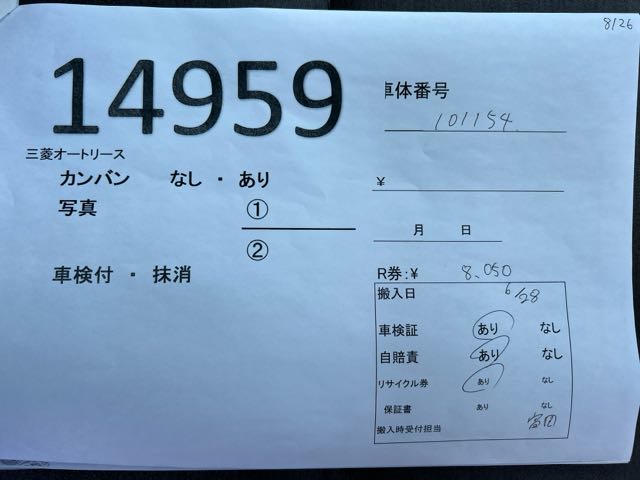 8/26
14959
車体番号
101154
三菱オートリース
カンバン なし ・ あり
¥
写真 ①
②
月 日
車検付 ・ 抹消
R券:¥ 8,050
搬入日 6/28
車検証 あり なし
自賠責 あり なし
リサイクル券 あり なし
保証書 あり なし
搬入時受付担当 富田